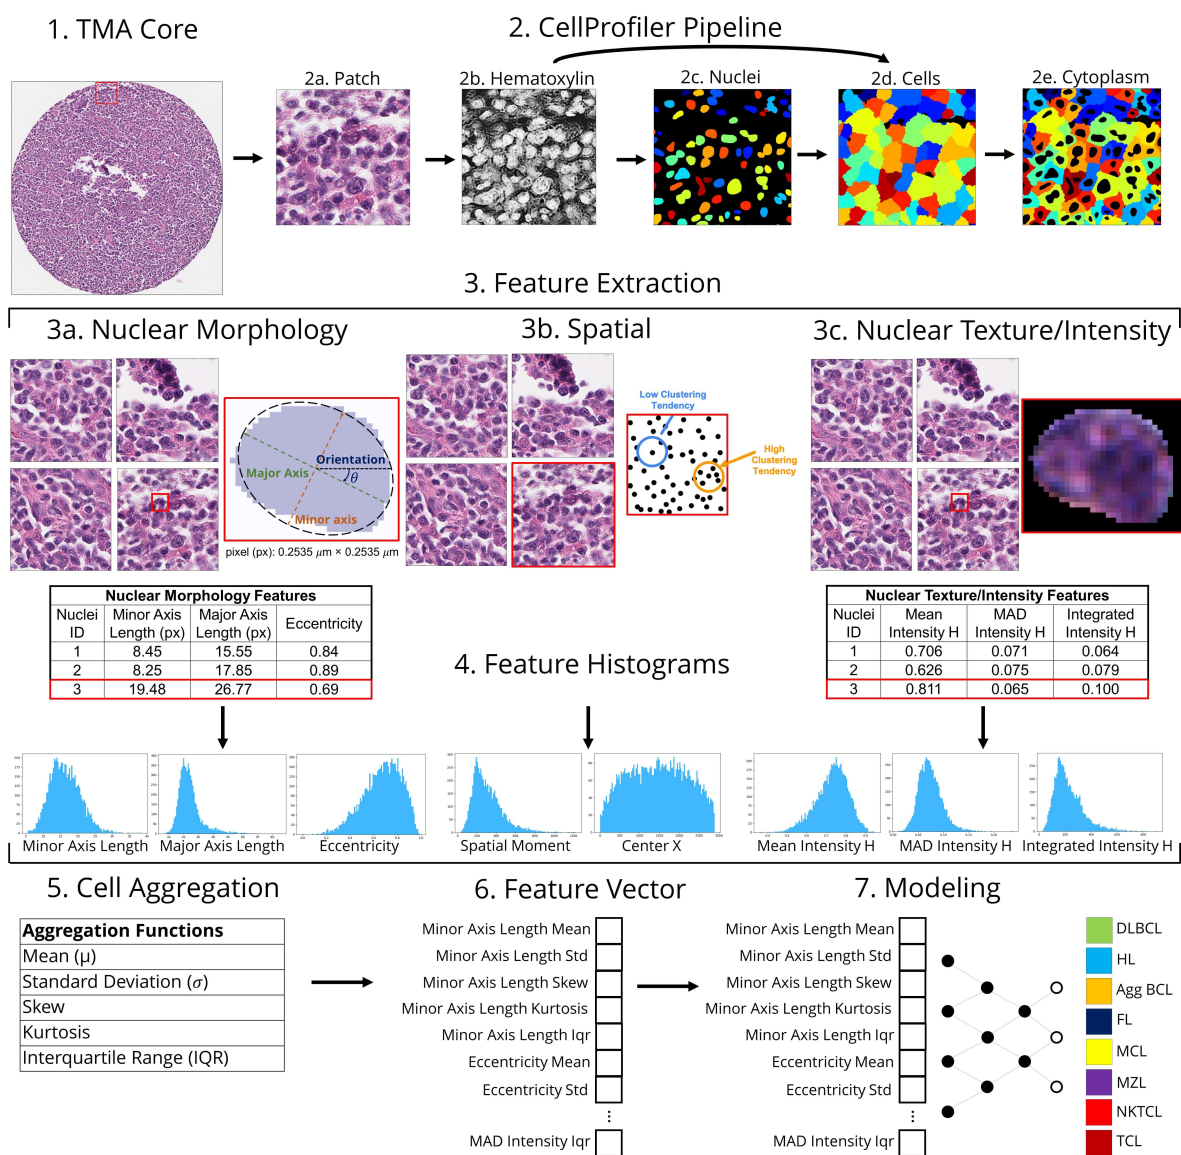 1. TMA Core
2. CellProfiler Pipeline
2a. Patch
2b. Hematoxylin
2c. Nuclei
2d. Cells
2e. Cytoplasm
3. Feature Extraction
3a. Nuclear Morphology
3b. Spatial
3c. Nuclear Texture/Intensity
Orientation
Major Axis
θ
Minor axis
pixel (px): 0.2535 μm × 0.2535 μm
Low Clustering
Tendency
High
Clustering
Tendency
Nuclear Morphology Features
Nuclei ID Minor Axis Length (px) Major Axis Length (px) Eccentricity
1 8.45 15.55 0.84
2 8.25 17.85 0.89
3 19.48 26.77 0.69
Nuclear Texture/Intensity Features
Nuclei ID Mean Intensity H MAD Intensity H Integrated Intensity H
1 0.706 0.071 0.064
2 0.626 0.075 0.079
3 0.811 0.065 0.100
4. Feature Histograms
Minor Axis Length
Major Axis Length
Eccentricity
Spatial Moment
Center X
Mean Intensity H
MAD Intensity H
Integrated Intensity H
5. Cell Aggregation
Aggregation Functions
Mean (μ)
Standard Deviation (σ)
Skew
Kurtosis
Interquartile Range (IQR)
6. Feature Vector
Minor Axis Length Mean
Minor Axis Length Std
Minor Axis Length Skew
Minor Axis Length Kurtosis
Minor Axis Length Iqr
Eccentricity Mean
Eccentricity Std
⋮
MAD Intensity Iqr
7. Modeling
Minor Axis Length Mean
Minor Axis Length Std
Minor Axis Length Skew
Minor Axis Length Kurtosis
Minor Axis Length Iqr
Eccentricity Mean
Eccentricity Std
⋮
MAD Intensity Iqr
DLBCL
HL
Agg BCL
FL
MCL
MZL
NKTCL
TCL